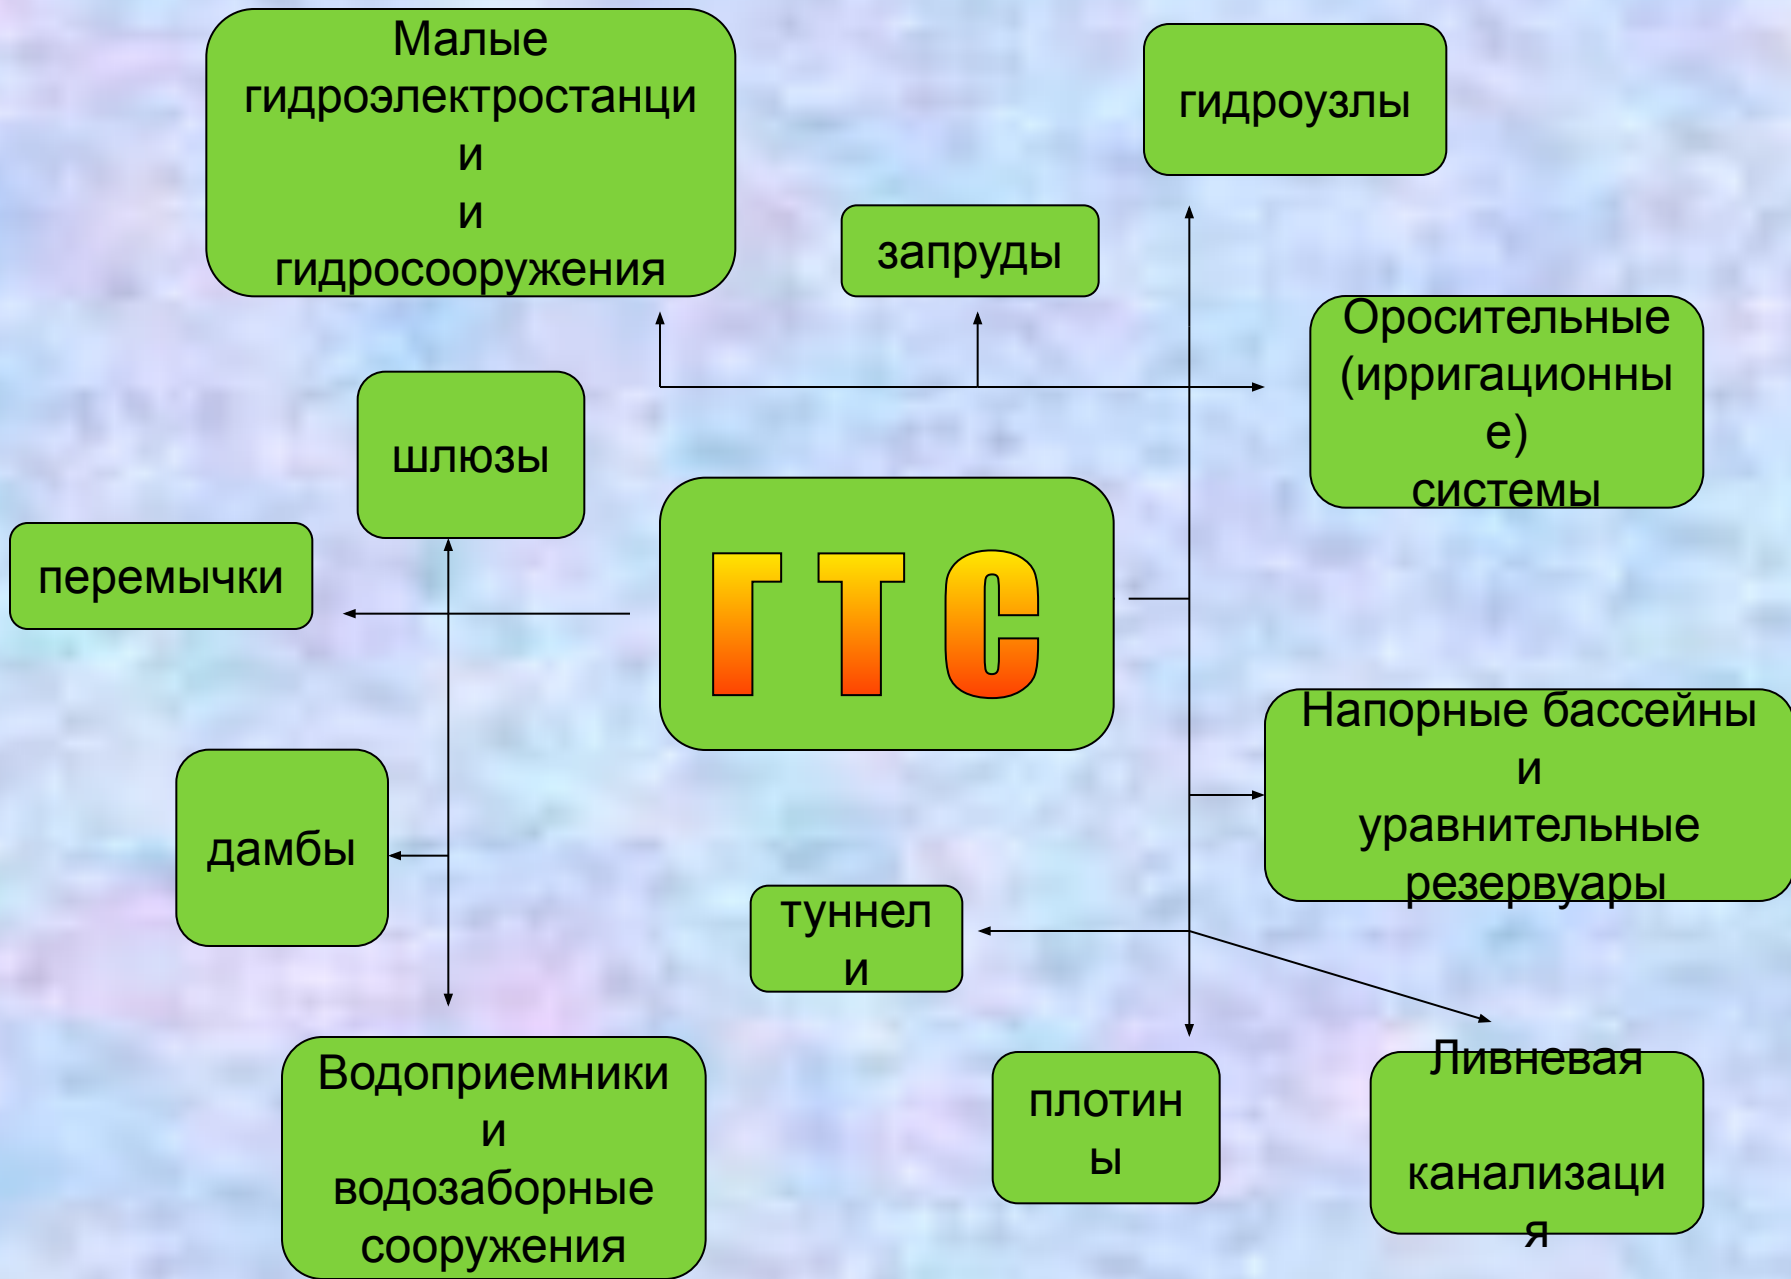 Малые
гидроэлектростанци
и
и
гидросооружения
гидроузлы
запруды
Оросительные
(ирригационны
е)
системы
шлюзы
перемычки
ГТС
Напорные бассейны
и
уравнительные
резервуары
дамбы
туннел
и
Водоприемники
и
водозаборные
сооружения
плотин
ы
Ливневая
канализаци
я